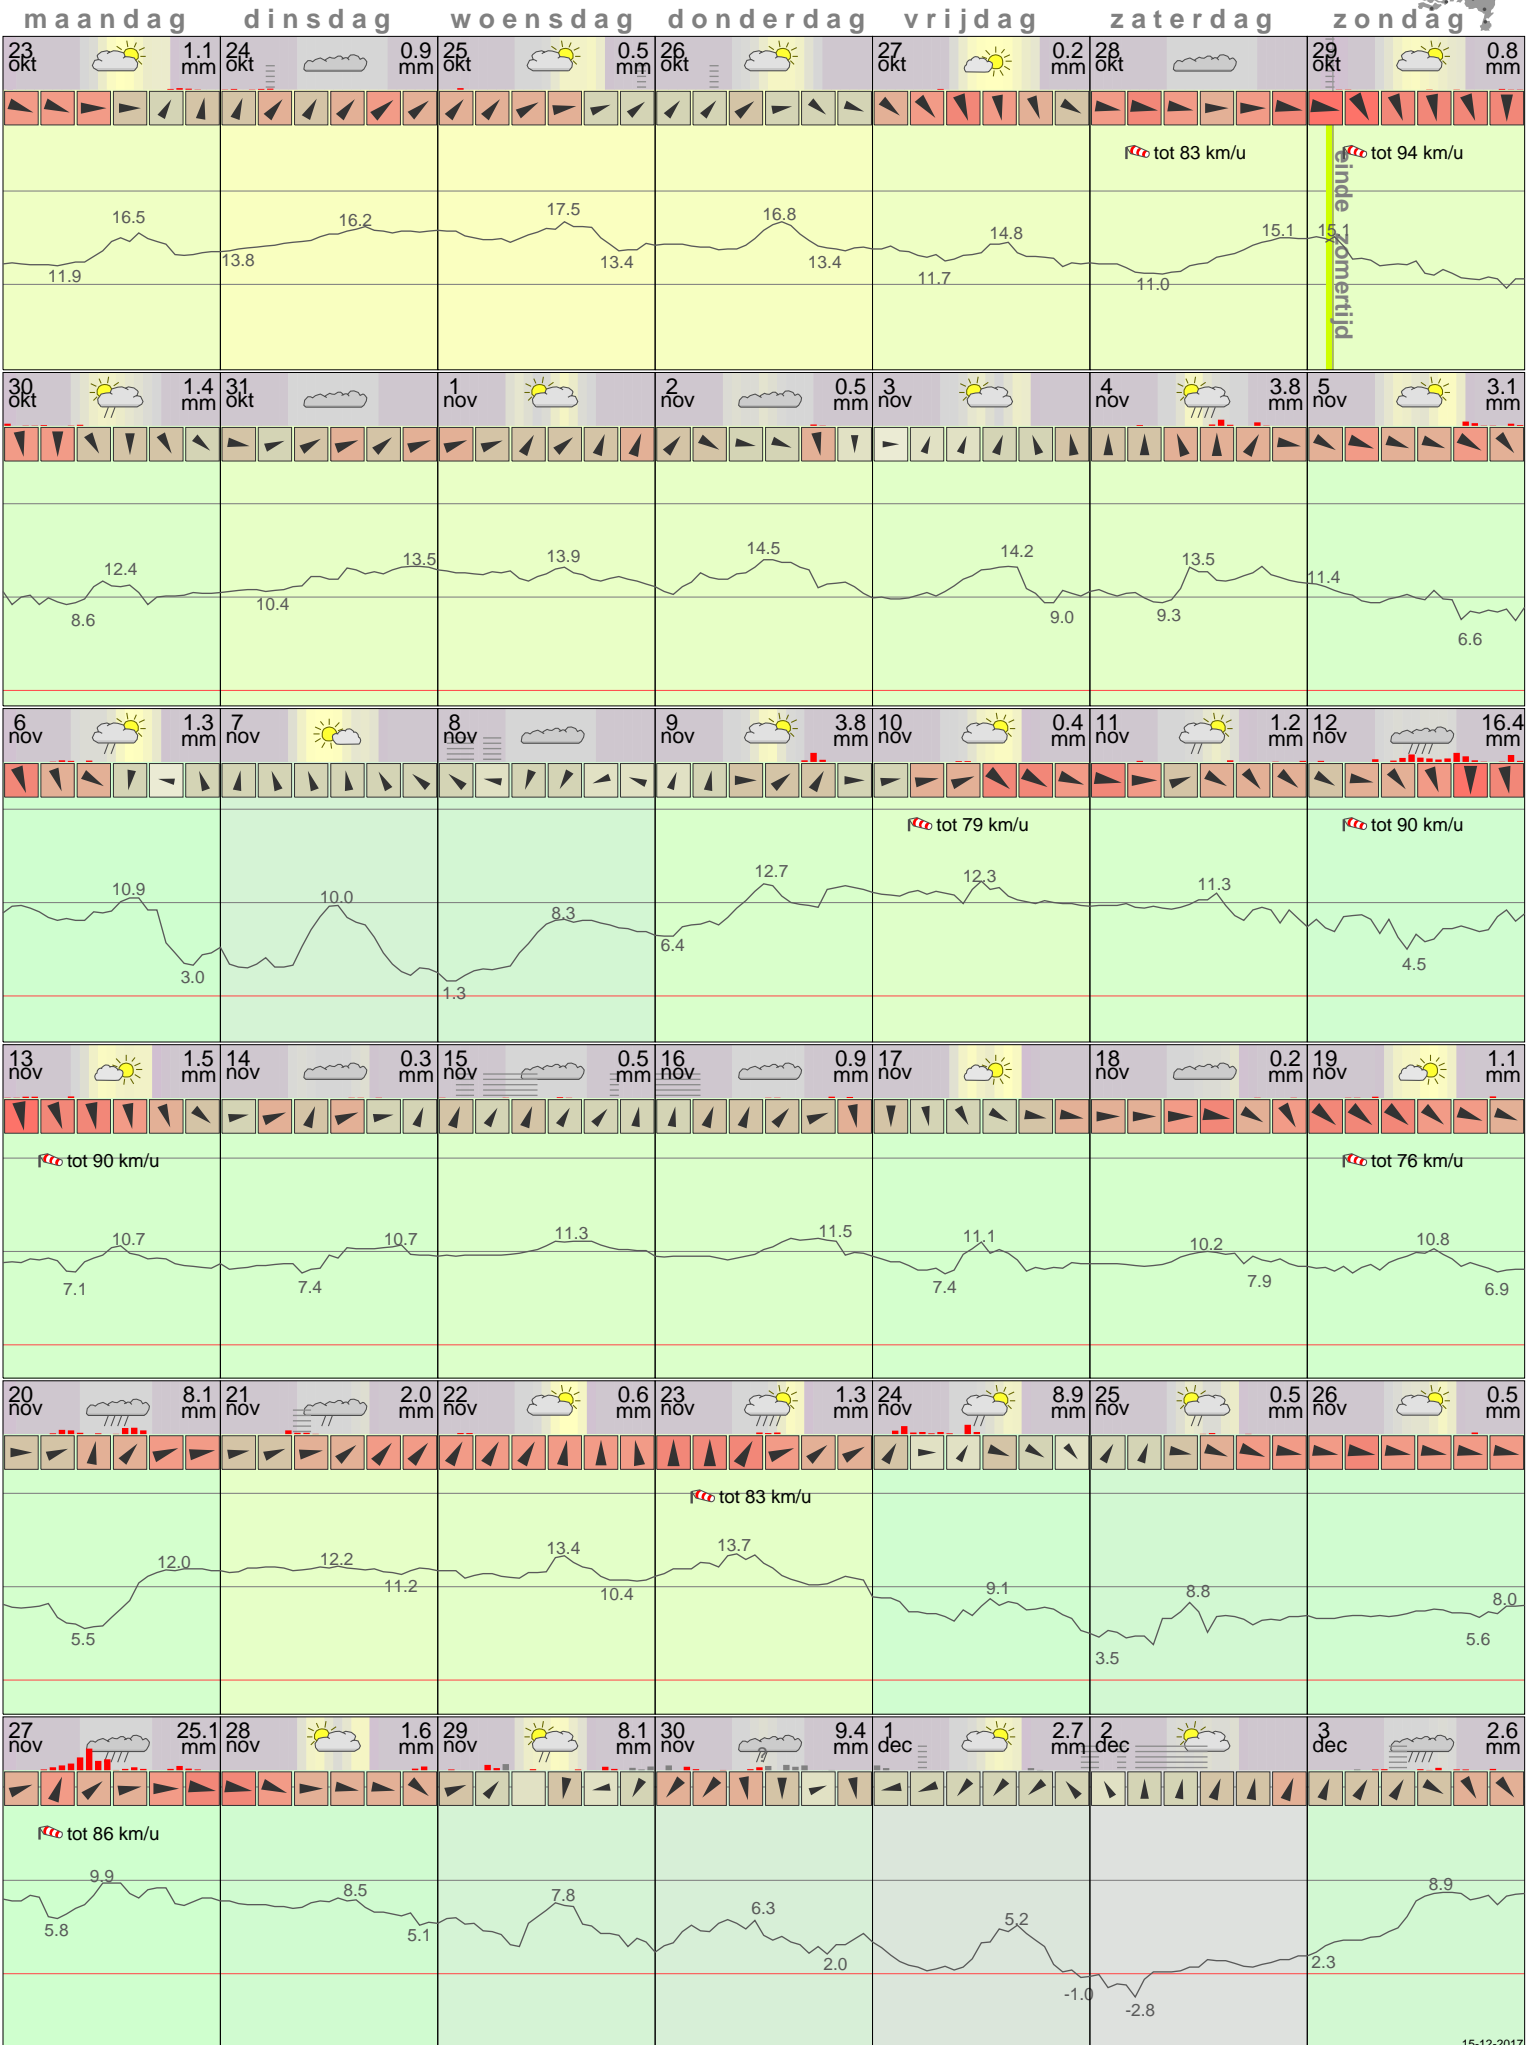 maandag dinsdag woensdag donderdag vrijdag zaterdag zondag
23 okt 1.1 mm 24 okt 0.9 mm 25 okt 0.5 mm 26 okt 27 okt 0.2 mm 28 okt 29 okt 0.8 mm
tot 83 km/u tot 94 km/u
einde zomertijd
16.5 16.2 17.5 16.8 14.8 15.1 15.1
11.9 13.8 13.4 13.4 11.7 11.0
30 okt 1.4 mm 31 okt 1 nov 2 nov 0.5 mm 3 nov 4 nov 3.8 mm 5 nov 3.1 mm
12.4 13.5 13.9 14.5 14.2 13.5 11.4
8.6 10.4 9.0 9.3 6.6
6 nov 1.3 mm 7 nov 8 nov 9 nov 3.8 mm 10 nov 0.4 mm 11 nov 1.2 mm 12 nov 16.4 mm
tot 79 km/u tot 90 km/u
10.9 10.0 8.3 12.7 12.3 11.3
3.0 1.3 6.4 4.5
13 nov 1.5 mm 14 nov 0.3 mm 15 nov 0.5 mm 16 nov 0.9 mm 17 nov 18 nov 0.2 mm 19 nov 1.1 mm
tot 90 km/u tot 76 km/u
10.7 10.7 11.3 11.5 11.1 10.2 10.8
7.1 7.4 7.4 7.9 6.9
20 nov 8.1 mm 21 nov 2.0 mm 22 nov 0.6 mm 23 nov 1.3 mm 24 nov 8.9 mm 25 nov 0.5 mm 26 nov 0.5 mm
tot 83 km/u
12.0 12.2 13.4 13.7 9.1 8.8 8.0
5.5 11.2 10.4 3.5 5.6
27 nov 25.1 mm 28 nov 1.6 mm 29 nov 8.1 mm 30 nov ? 9.4 mm 1 dec 2.7 mm 2 dec 3 dec 2.6 mm
tot 86 km/u
9.9 8.5 7.8 6.3 5.2 8.9
5.8 5.1 2.0 -1.0 -2.8 2.3
15-12-2017